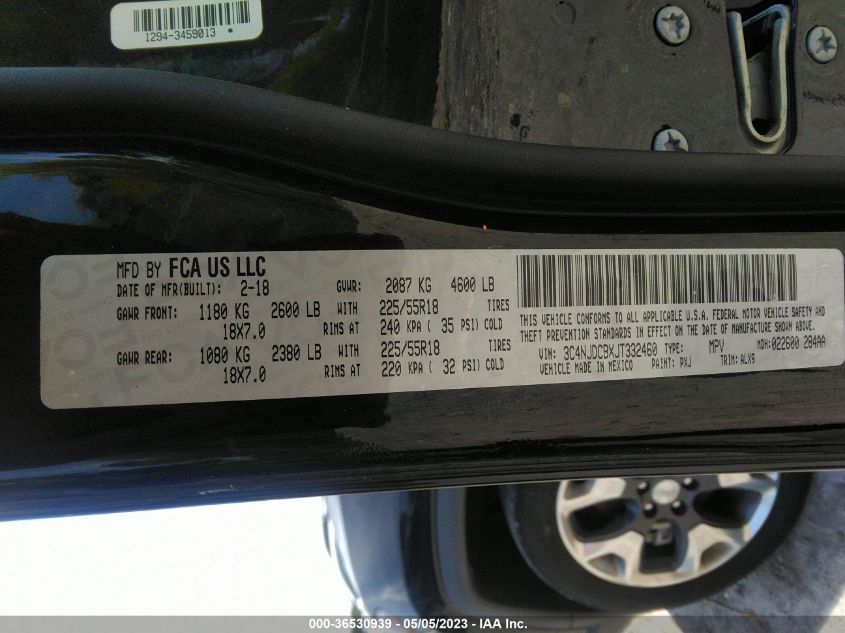 1294-3459013
MFD BY FCA US LLC
DATE OF MFR(BUILT): 2-18 GVWR: 2087 KG 4600 LB
GAWR FRONT: 1180 KG 2600 LB WITH 225/55R18 TIRES
18X7.0 RIMS AT 240 KPA ( 35 PSI) COLD
GAWR REAR: 1080 KG 2380 LB WITH 225/55R18 TIRES
18X7.0 RIMS AT 220 KPA ( 32 PSI) COLD
THIS VEHICLE CONFORMS TO ALL APPLICABLE U.S.A. FEDERAL MOTOR VEHICLE SAFETY AND
THEFT PREVENTION STANDARDS IN EFFECT ON THE DATE OF MANUFACTURE SHOWN ABOVE.
VIN: 3C4NJDCBXJT332460 TYPE: MPV MDH: 022600 284AA
VEHICLE MADE IN MEXICO PAINT: PXJ TRIM: ALX9
000-36530939 - 05/05/2023 - IAA Inc.